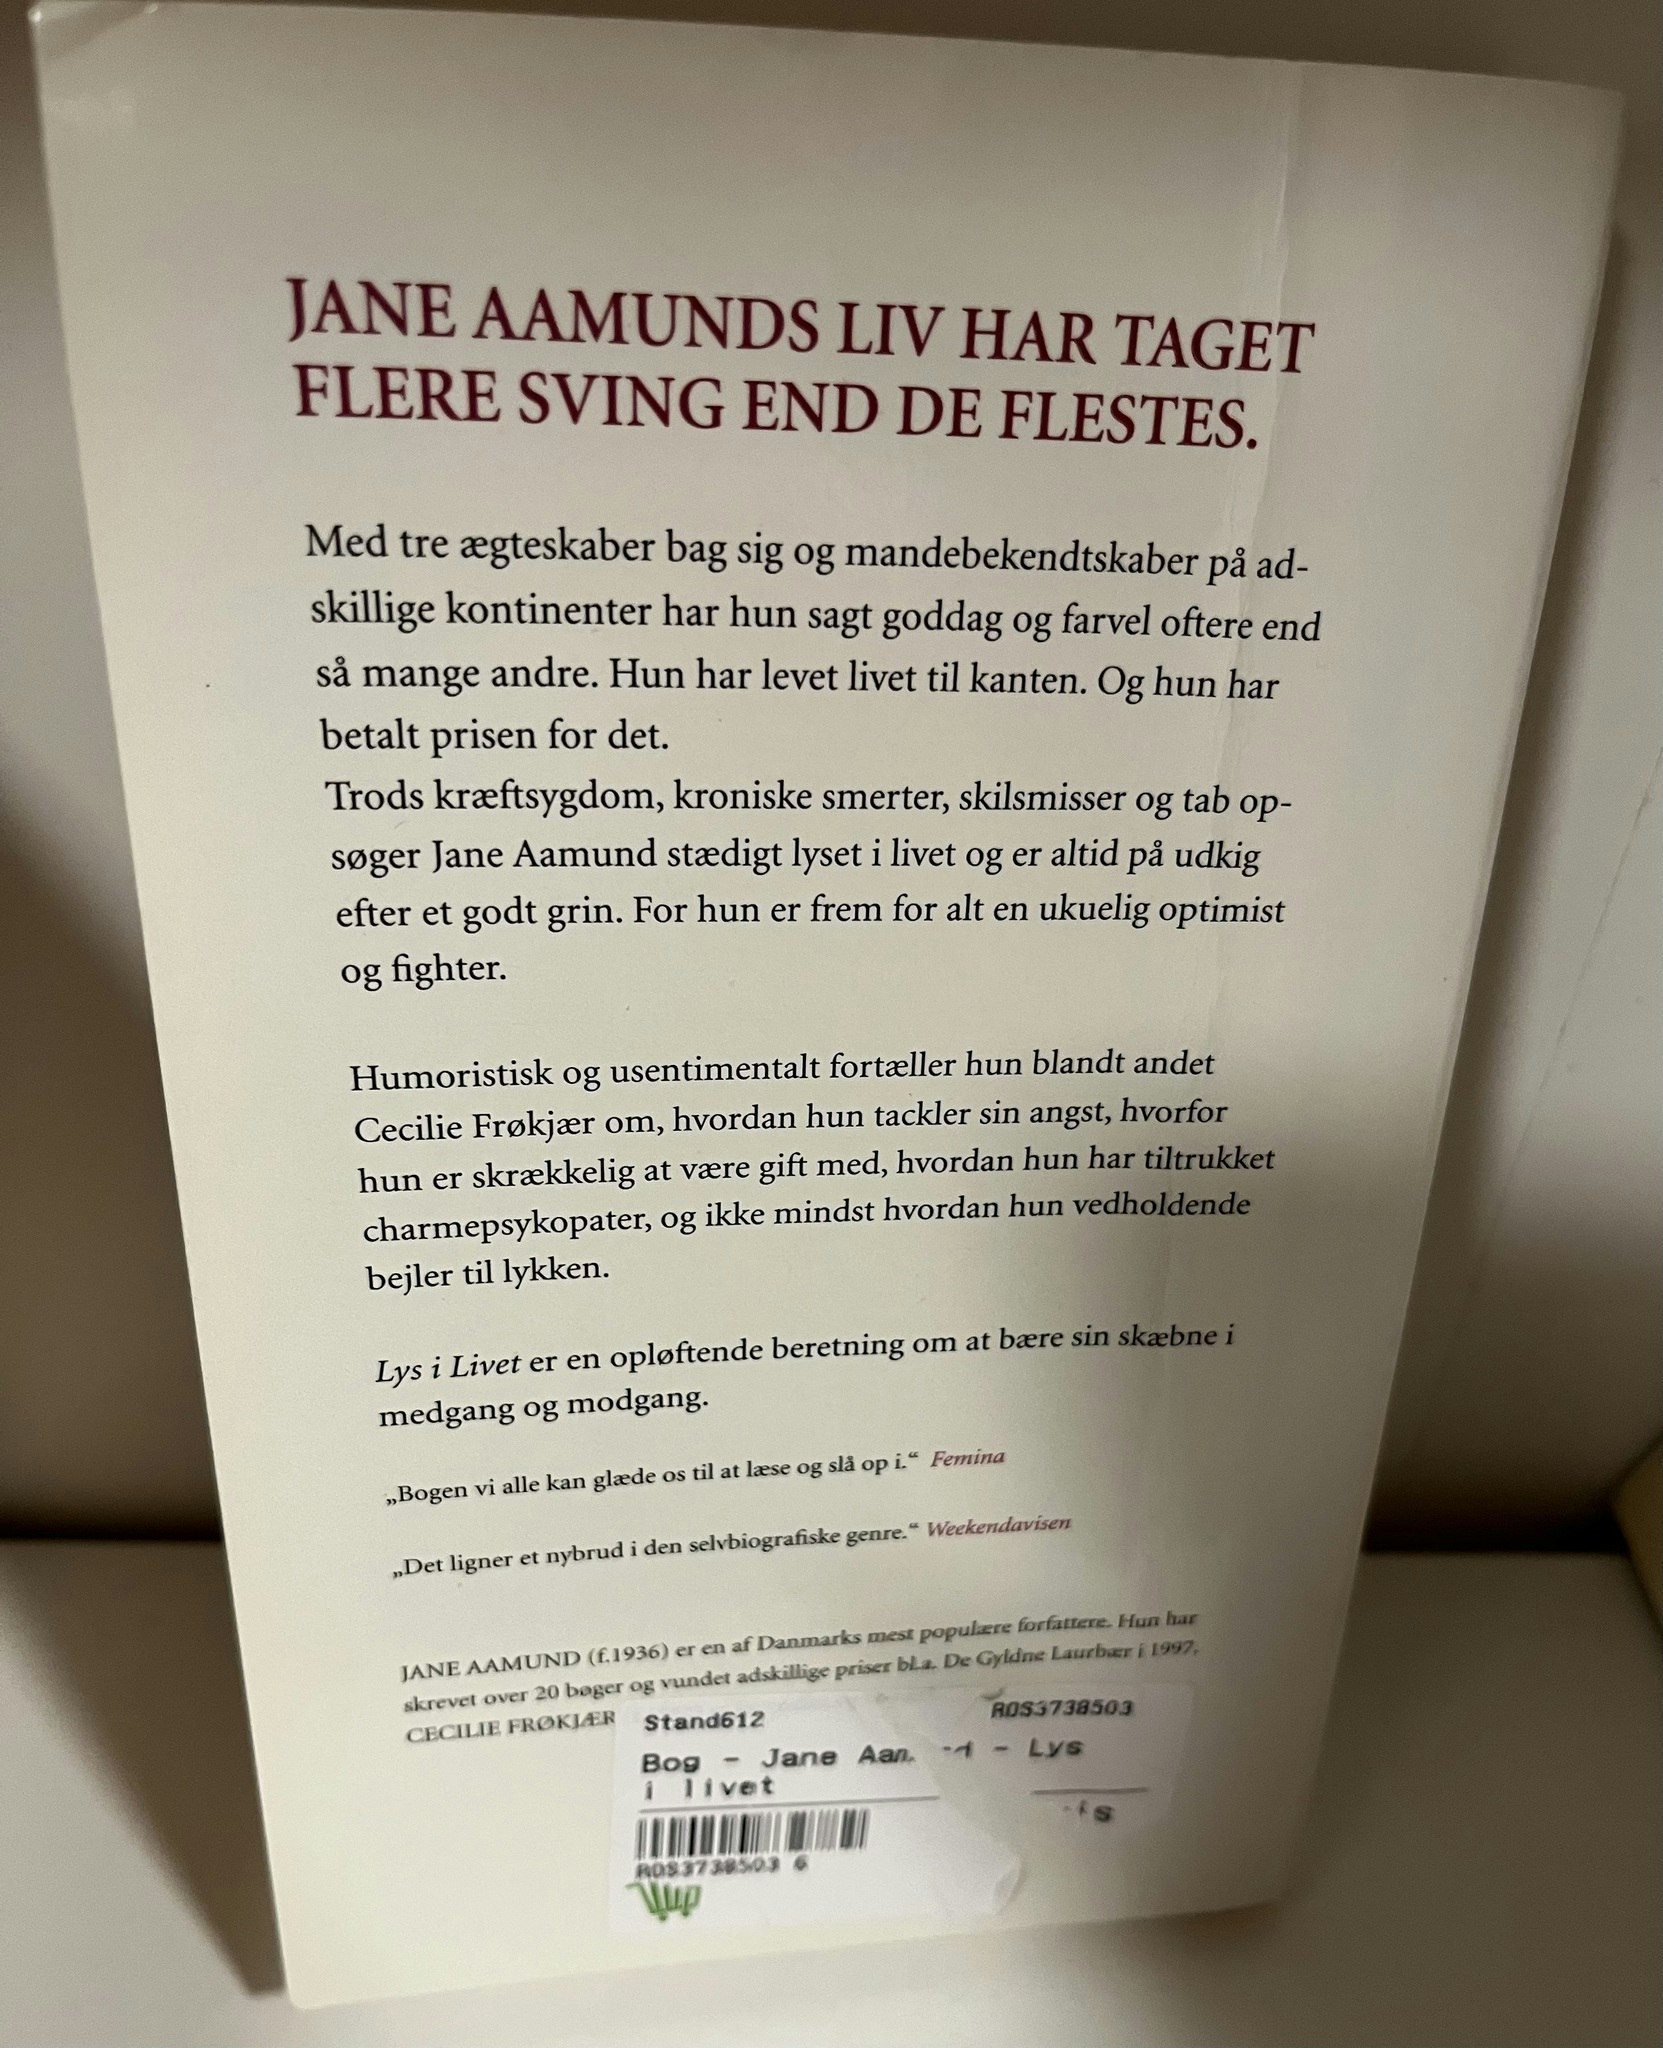 JANE AAMUNDS LIV HAR TAGET
FLERE SVING END DE FLESTES.
Med tre ægteskaber bag sig og mandebekendtskaber på ad-
skillige kontinenter har hun sagt goddag og farvel oftere end
så mange andre. Hun har levet livet til kanten. Og hun har
betalt prisen for det.
Trods kræftsygdom, kroniske smerter, skilsmisser og tab op-
søger Jane Aamund stædigt lyset i livet og er altid på udkig
efter et godt grin. For hun er frem for alt en ukuelig optimist
og fighter.
Humoristisk og usentimentalt fortæller hun blandt andet
Cecilie Frøkjær om, hvordan hun tackler sin angst, hvorfor
hun er skrækkelig at være gift med, hvordan hun har tiltrukket
charmepsykopater, og ikke mindst hvordan hun vedholdende
bejler til lykken.
Lys i Livet er en opløftende beretning om at bære sin skæbne i
medgang og modgang.
„Bogen vi alle kan glæde os til at læse og slå op i.“ Femina
„Det ligner et nybrud i den selvbiografiske genre.“ Weekendavisen
JANE AAMUND (f.1936) er en af Danmarks mest populære forfattere. Hun har
skrevet over 20 bøger og vundet adskillige priser bl.a. De Gyldne Laurbær i 1997.
CECILIE FRØKJÆR
Stand612 ROS3738503
Bog - Jane - Lys
i livet
ROS3738503 6